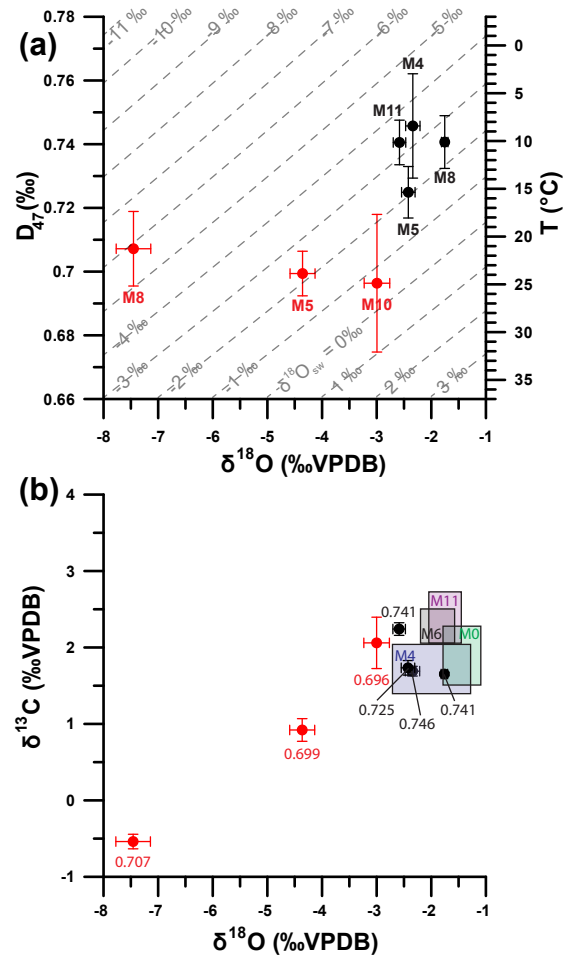 (a)
-11 ‰
-10 ‰
-9 ‰
-8 ‰
-7 ‰
-6 ‰
-5 ‰
0.78
0.76
0.74
0.72
0.7
0.68
0.66
D47 (‰)
M4
M11
M8
M5
M8
M5
M10
-4 ‰
-3 ‰
-2 ‰
-1 ‰
δ18Osw = 0‰
1 ‰
2 ‰
3 ‰
0
5
10
15
20
25
30
35
T (°C)
-8 -7 -6 -5 -4 -3 -2 -1
δ18O (‰VPDB)
(b)
4
3
2
1
0
-1
δ13C (‰VPDB)
0.741
M11
M6
M0
M4
0.696
0.725
0.746
0.741
0.699
0.707
-8 -7 -6 -5 -4 -3 -2 -1
δ18O (‰VPDB)